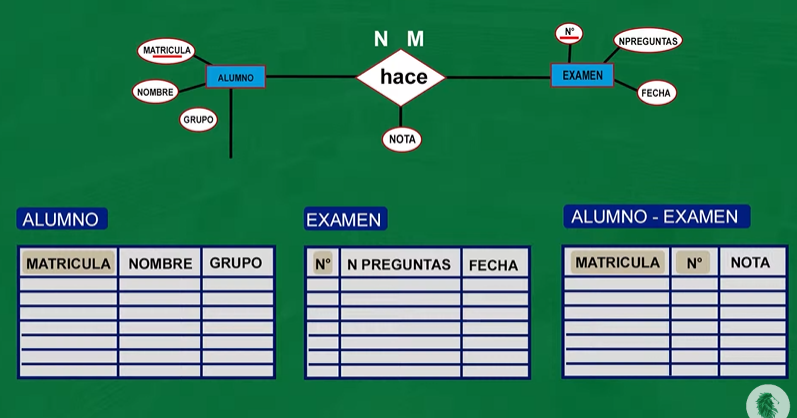 N M
MATRICULA
NOMBRE
GRUPO
ALUMNO
hace
NOTA
Nº
NPREGUNTAS
EXAMEN
FECHA
ALUMNO
MATRICULA NOMBRE GRUPO
EXAMEN
Nº N PREGUNTAS FECHA
ALUMNO - EXAMEN
MATRICULA Nº NOTA